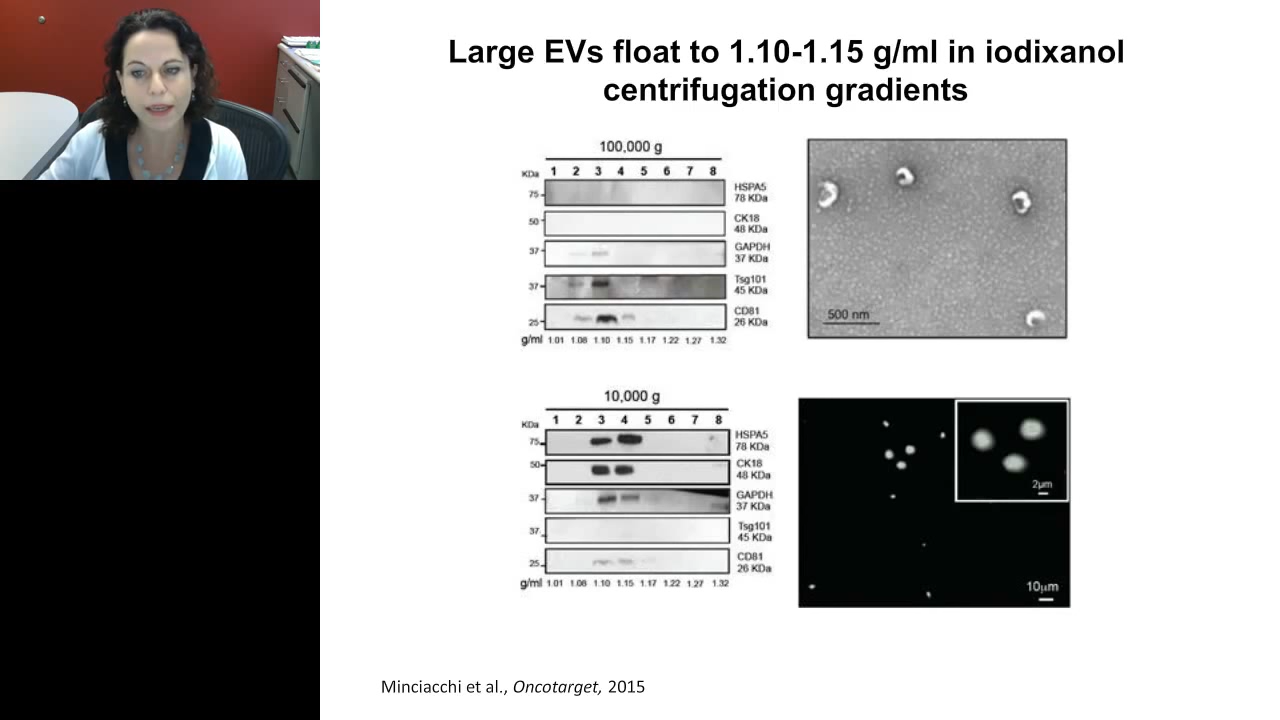 Large EVs float to 1.10-1.15 g/ml in iodixanol
centrifugation gradients
100,000 g
KDa 1 2 3 4 5 6 7 8
75 HSPA5
78 KDa
50 CK18
48 KDa
37 GAPDH
37 KDa
37 Tsg101
45 KDa
25 CD81
26 KDa
g/ml 1.01 1.08 1.10 1.15 1.17 1.22 1.27 1.32
500 nm
10,000 g
KDa 1 2 3 4 5 6 7 8
75 HSPA5
78 KDa
50 CK18
48 KDa
37 GAPDH
37 KDa
37 Tsg101
45 KDa
25 CD81
26 KDa
g/ml 1.01 1.08 1.10 1.15 1.17 1.22 1.27 1.32
2μm
10μm
Minciacchi et al., Oncotarget, 2015